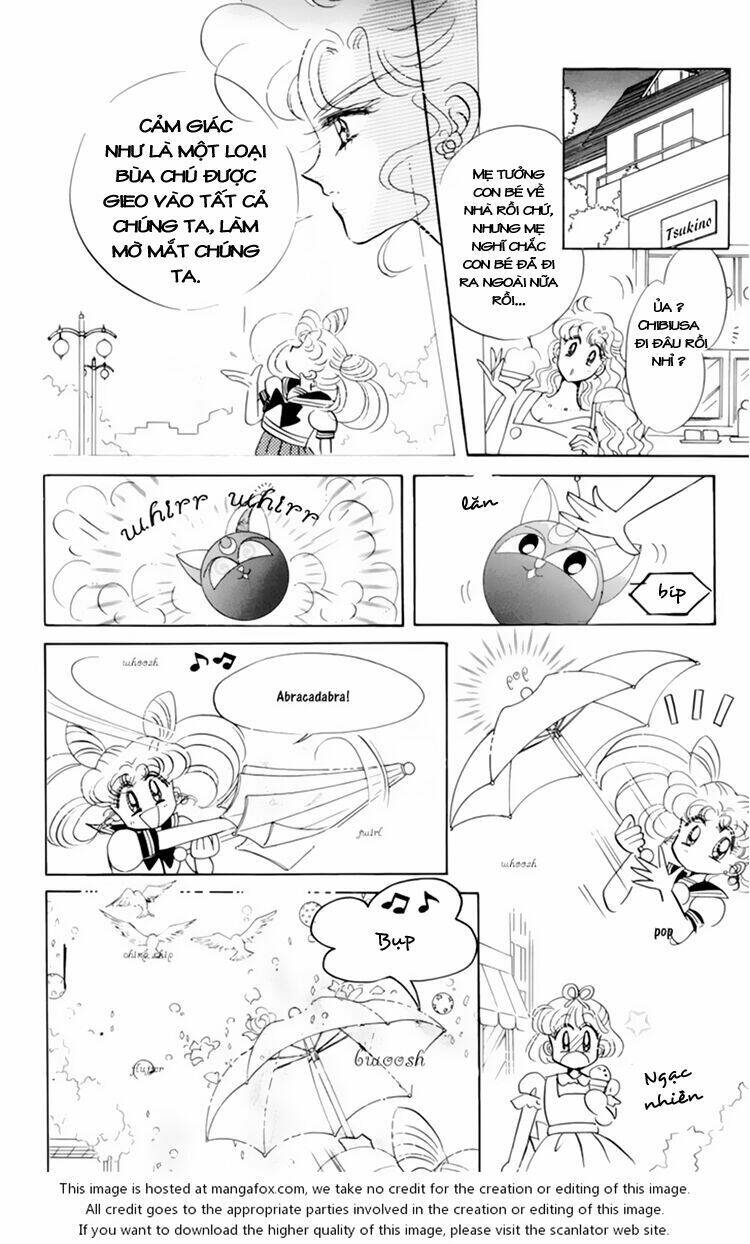 CẢM GIÁC
NHƯ LÀ MỘT LOẠI
BÙA CHÚ ĐƯỢC
GIEO VÀO TẤT CẢ
CHÚNG TA, LÀM
MỜ MẮT CHÚNG
TA.
Tsukino
ỦA ?
CHIBIUSA
ĐI ĐÂU RỒI
NHỈ ?
MẸ TƯỞNG
CON BÉ VỀ
NHÀ RỒI CHỨ,
NHƯNG MẸ
NGHĨ CHẮC
CON BÉ ĐÃ ĐI
RA NGOÀI NỮA
RỒI...
whirr whirr
lăn
bíp
whoosh
Abracadabra!
twirl
pop
whoosh
pop
Bụp
ching chip
flutter
bwoosh
Ngạc
nhiên
This image is hosted at mangafox.com, we take no credit for the creation or editing of this image.
All credit goes to the appropriate parties involved in the creation or editing of this image.
If you want to download the higher quality of this image, please visit the scanlator web site.